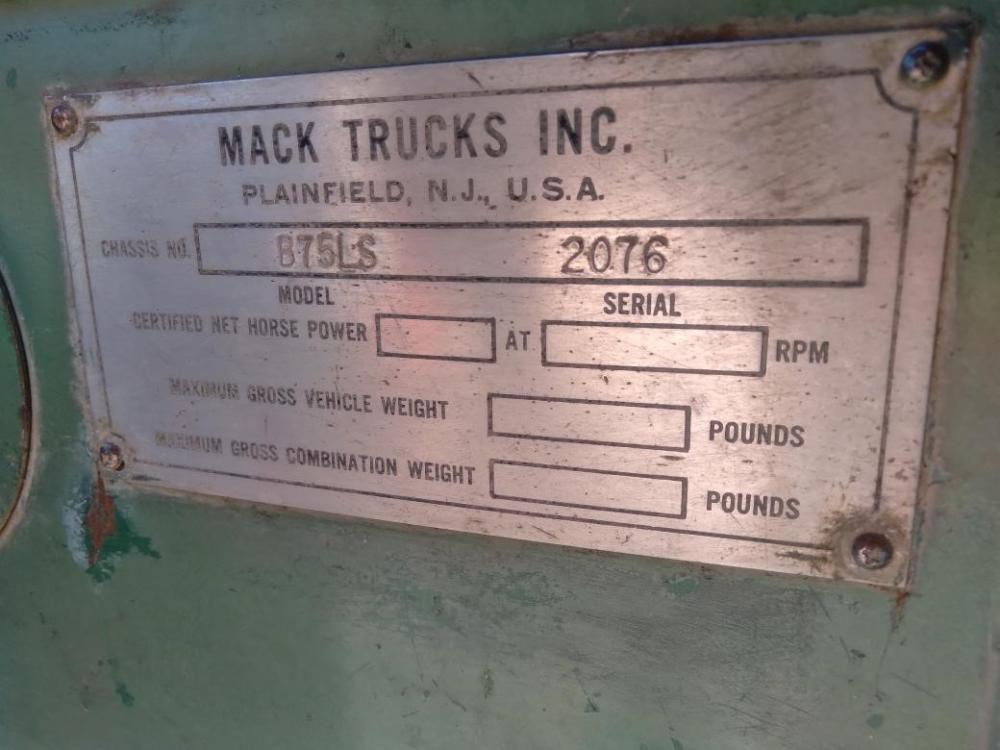 MACK TRUCKS INC.
PLAINFIELD, N.J., U.S.A.
CHASSIS NO. B75LS 2076
MODEL SERIAL
CERTIFIED NET HORSE POWER AT RPM
MAXIMUM GROSS VEHICLE WEIGHT POUNDS
MAXIMUM GROSS COMBINATION WEIGHT POUNDS